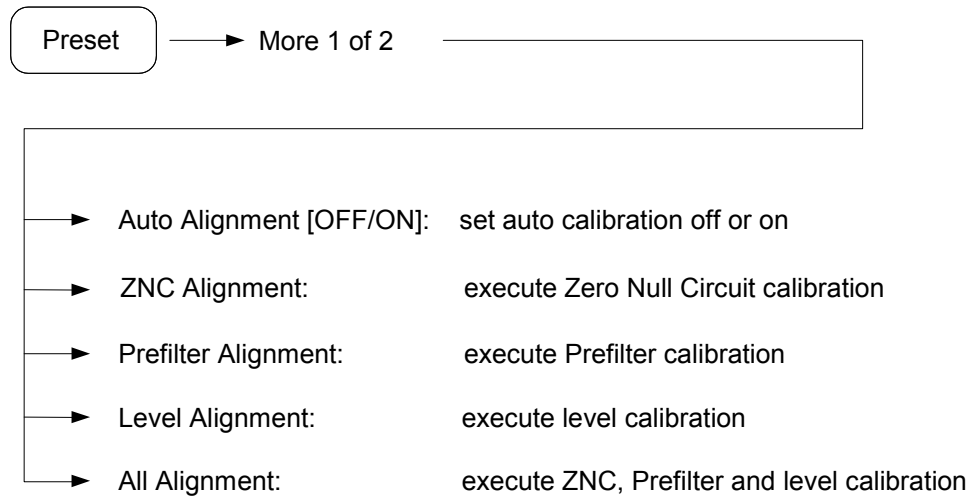 Preset More 1 of 2
Auto Alignment [OFF/ON]: set auto calibration off or on
ZNC Alignment: execute Zero Null Circuit calibration
Prefilter Alignment: execute Prefilter calibration
Level Alignment: execute level calibration
All Alignment: execute ZNC, Prefilter and level calibration